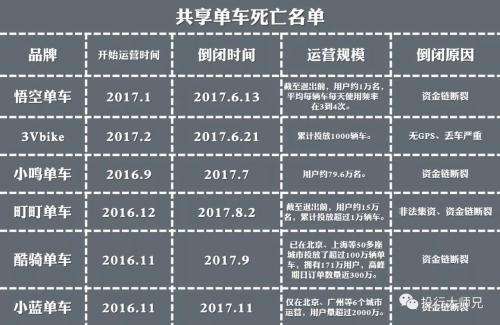 共享单车死亡名单
品牌 开始运营时间 倒闭时间 运营规模 倒闭原因
悟空单车 2017.1 2017.6.13 截至退出前，用户约1万名，平均每辆车每天使用频率在3到4次。 资金链断裂
3Vbike 2017.2 2017.6.21 累计投放1000辆车。 无GPS、丢车严重
小鸣单车 2016.9 2017.7 用户约79.6万名。 资金链断裂
町町单车 2016.12 2017.8.2 截至退出前，用户约15万名，累计投放超过1万辆车。 非法集资、资金链断裂
酷骑单车 2016.11 2017.9 已在北京、上海等50多座城市投放了超过100万辆单车，拥有171万用户，高峰期日订单数量近300万。 资金链断裂
小蓝单车 2016.11 2017.11 仅在北京、广州等6个城市运营，用户量超过2000万。 资金链断裂
投行大师兄